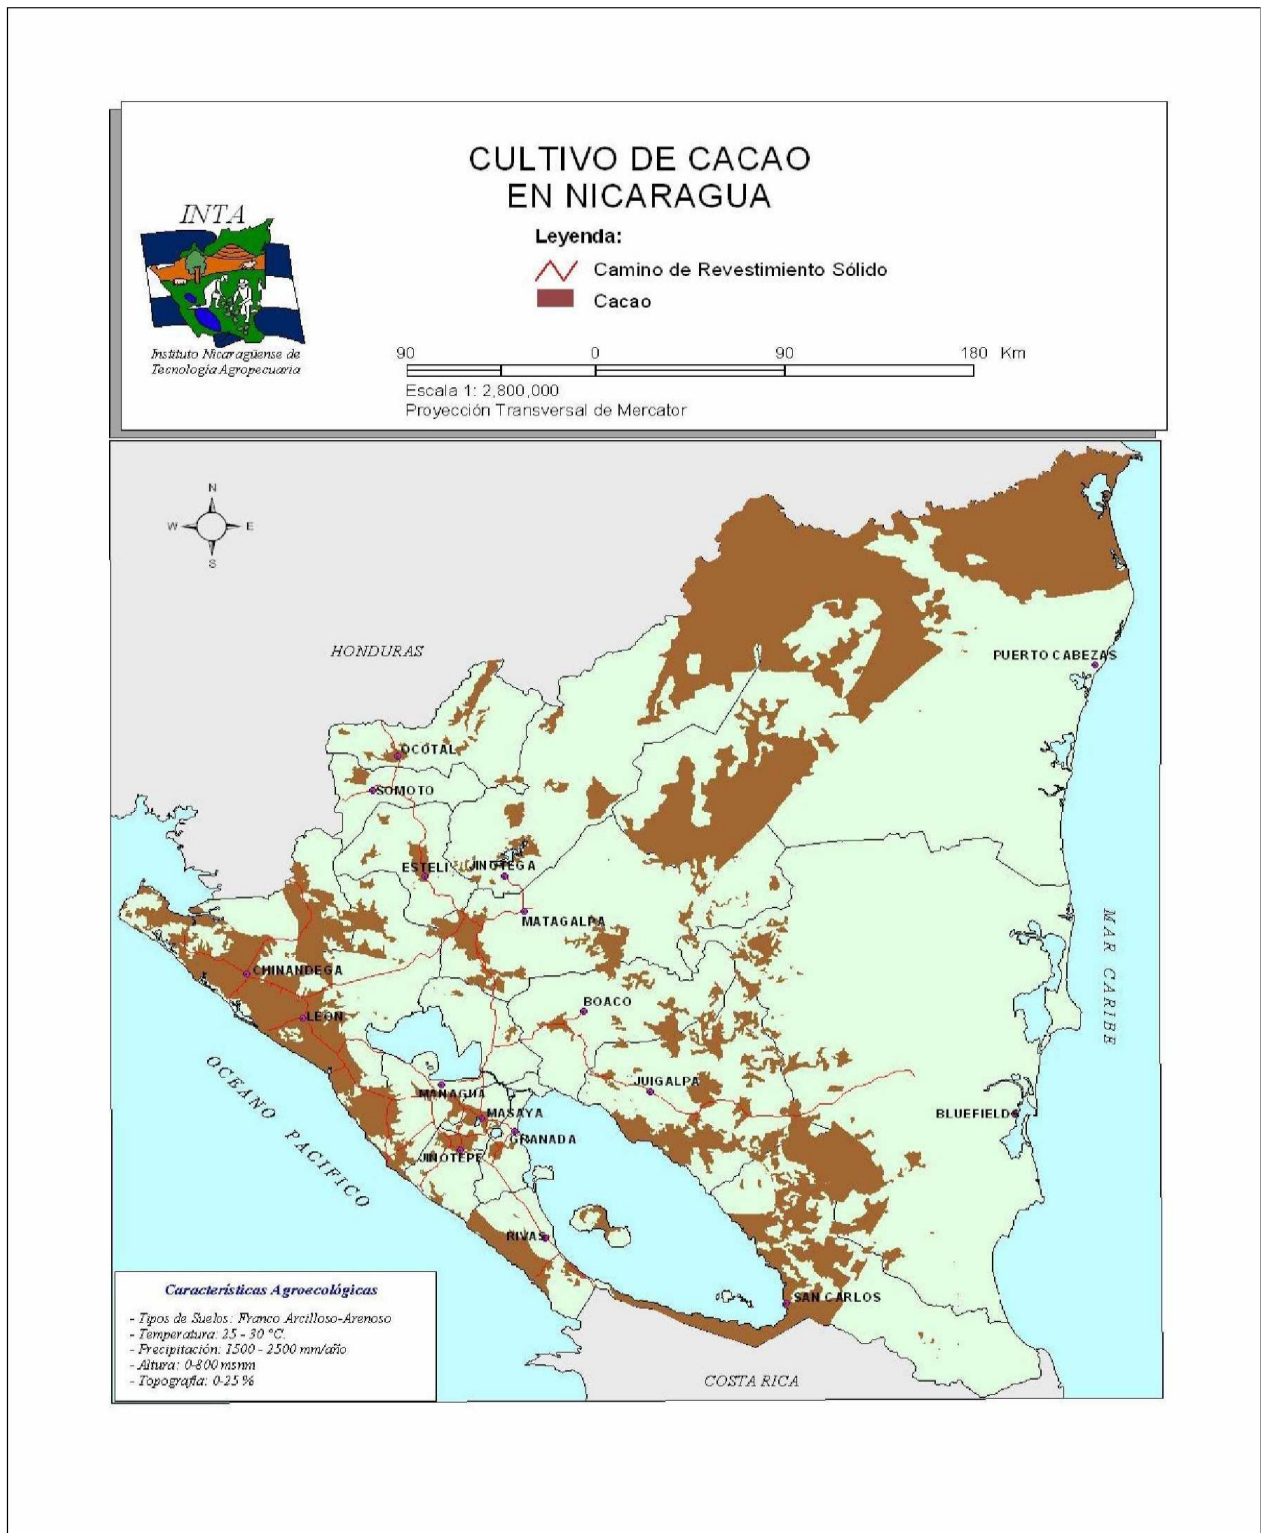 CULTIVO DE CACAO
EN NICARAGUA
INTA
Instituto Nicaragüense de
Tecnología Agropecuaria
Leyenda:
Camino de Revestimiento Sólido
Cacao
90 0 90 180 Km
Escala 1: 2,800,000
Proyección Transversal de Mercator
N
W E
S
HONDURAS
PUERTO CABEZAS
OCOTAL
SOMOTO
ESTELI
JINOTEGA
MATAGALPA
MAR CARIBE
CHINANDEGA
BOACO
LEON
JUIGALPA
MANAGUA
MASAYA
BLUEFIELDS
GRANADA
JINOTEPE
OCEANO PACIFICO
RIVAS
SAN CARLOS
COSTA RICA
Características Agroecológicas
- Tipos de Suelos: Franco Arcilloso-Arenoso
- Temperatura: 25 - 30 °C.
- Precipitación: 1500 - 2500 mm/año
- Altura: 0-800 msnm
- Topografía: 0-25 %